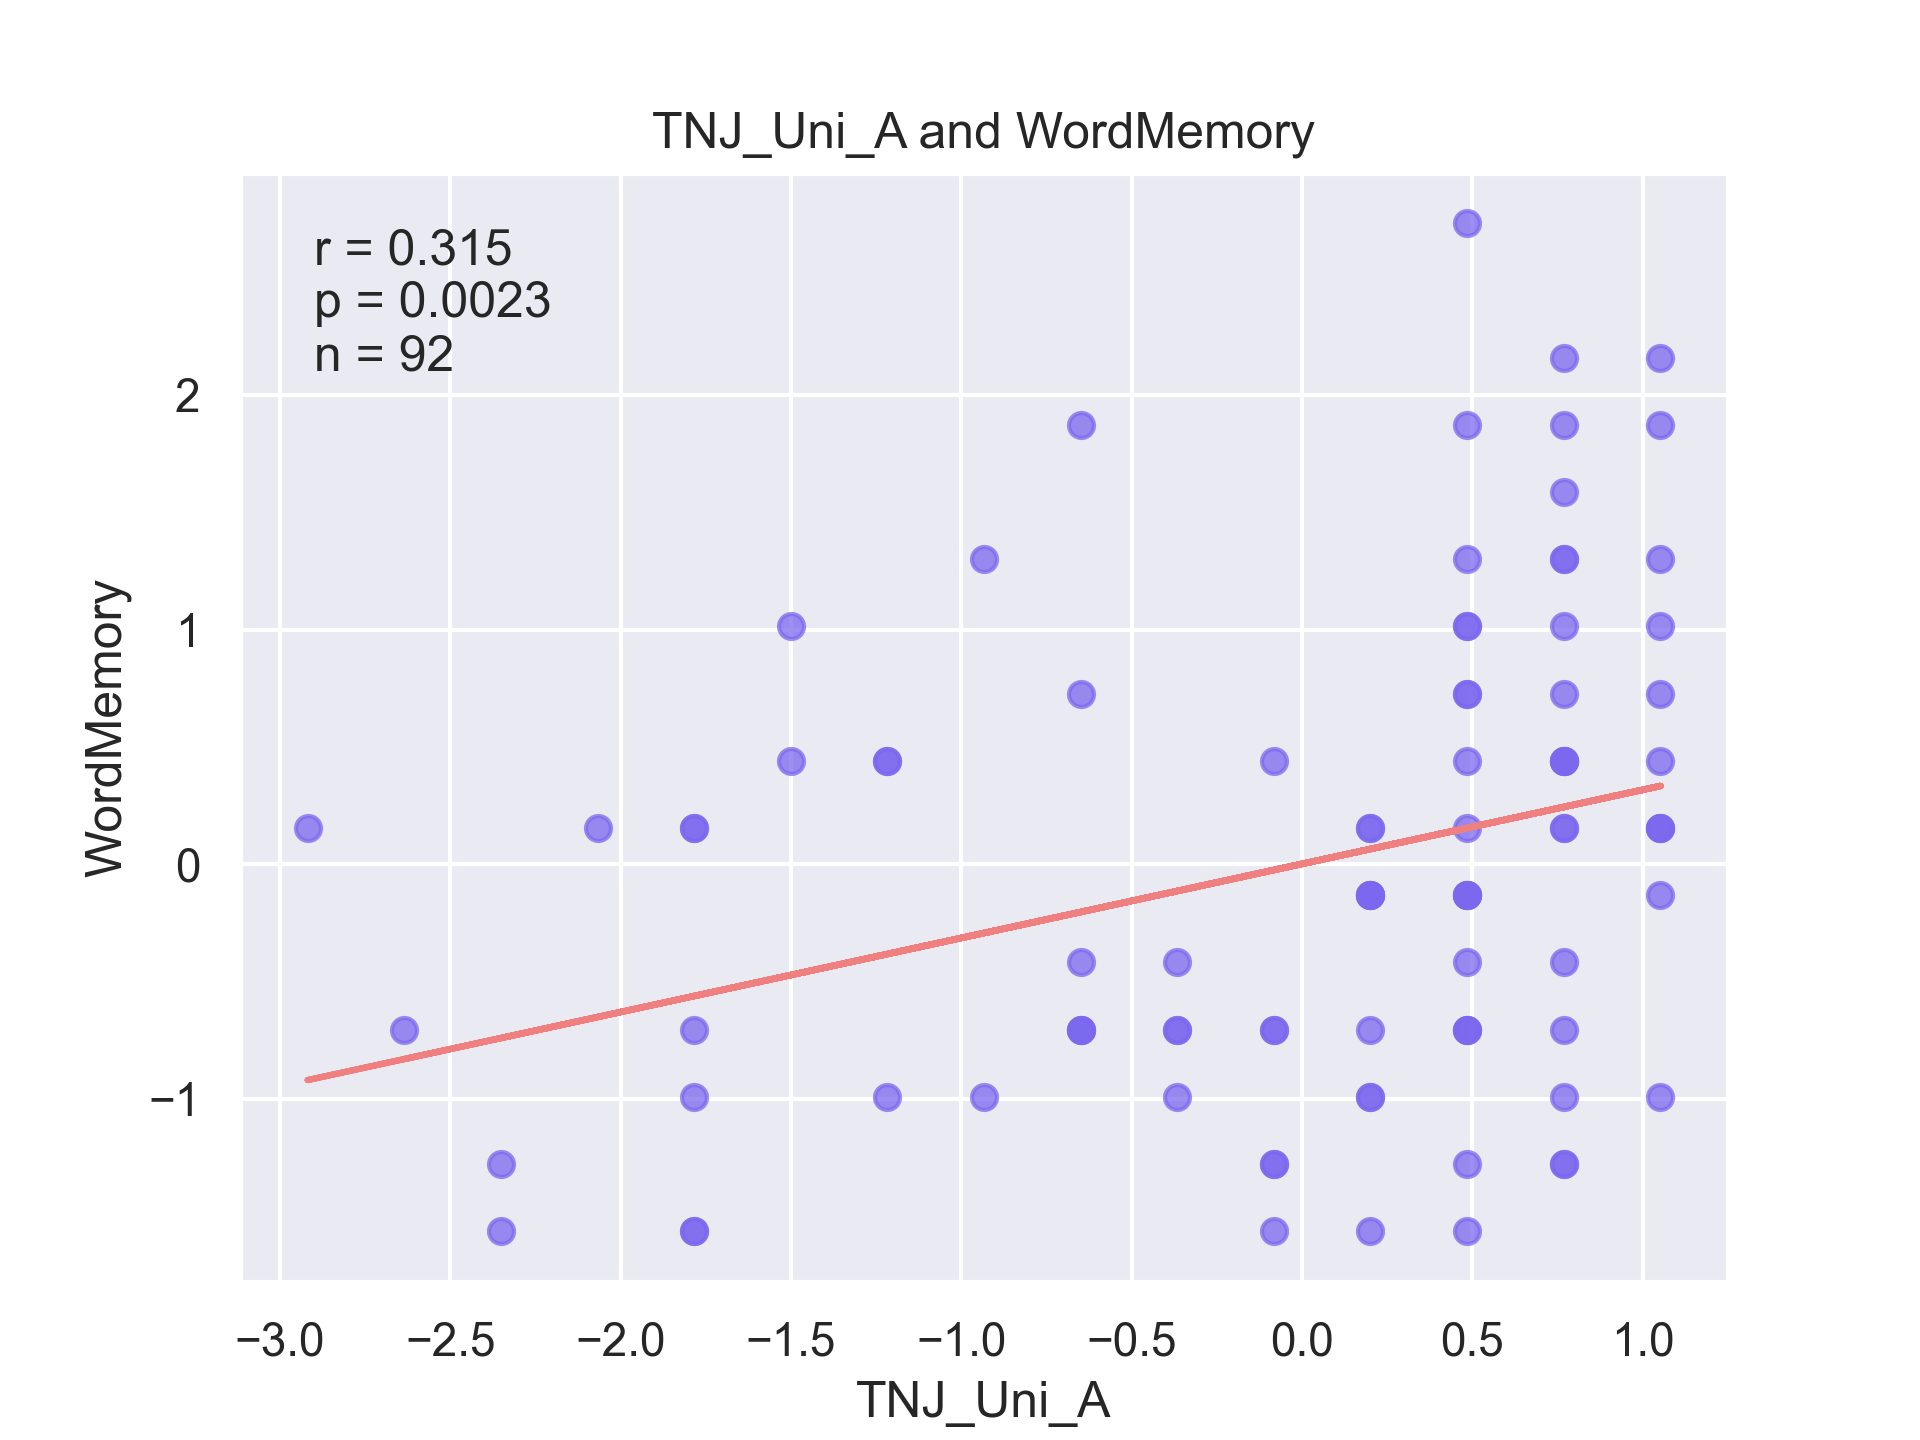 TNJ_Uni_A and WordMemory
r = 0.315
p = 0.0023
n = 92
WordMemory
2
1
0
−1
−3.0 −2.5 −2.0 −1.5 −1.0 −0.5 0.0 0.5 1.0
TNJ_Uni_A